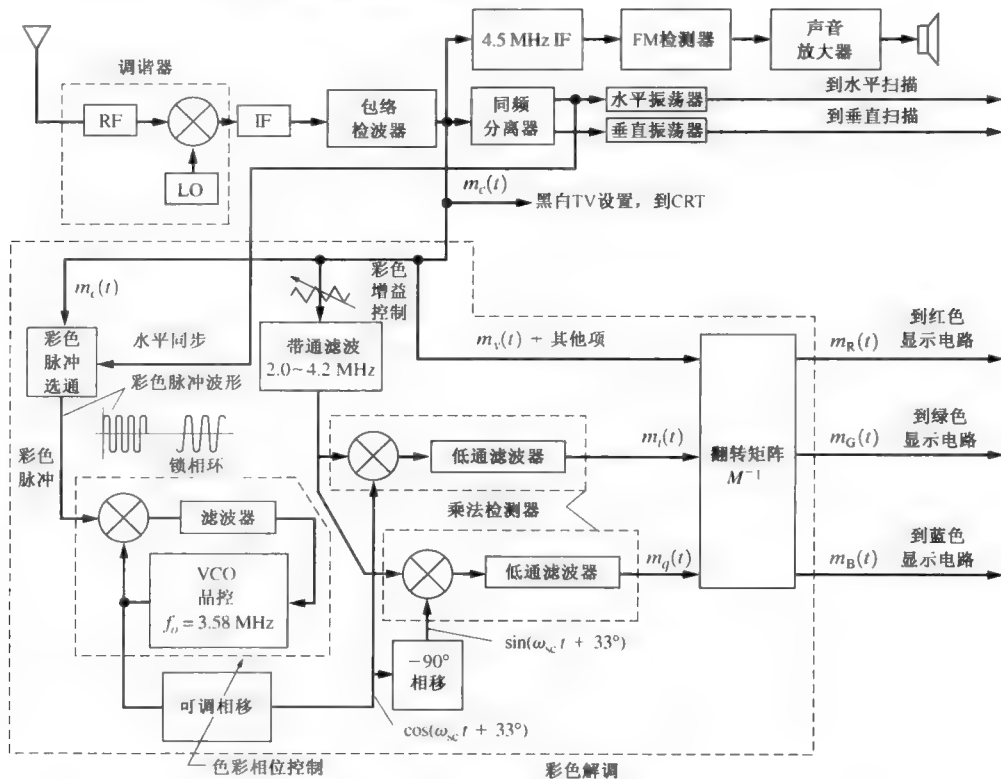 4.5 MHz IF
FM检测器
声音
放大器
调谐器
到水平扫描
RF
IF
包络
检波器
同频
分离器
水平振荡器
到垂直扫描
垂直振荡器
LO
m_c(t)
黑白TV设置，到CRT
m_c(t)
彩色
增益
控制
到红色
显示电路
彩色
脉冲
选通
水平同步
带通滤波
2.0~4.2 MHz
m_v(t) + 其他项
m_R(t)
彩色脉冲波形
到绿色
显示电路
彩色
脉冲
锁相环
低通滤波器
m_i(t)
翻转矩阵
M⁻¹
m_G(t)
乘法检测器
滤波器
到蓝色
显示电路
VCO
品控
f_o = 3.58 MHz
低通滤波器
m_q(t)
m_B(t)
sin(ω_sc t + 33°)
−90°
相移
可调相移
cos(ω_sc t + 33°)
色彩相位控制
彩色解调